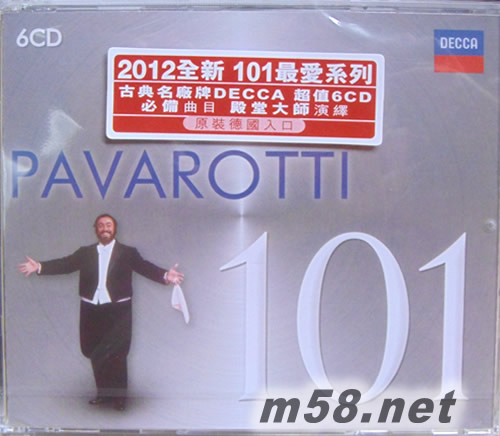 6CD
DECCA
2012全新 101最愛系列
古典名廠牌DECCA 超值6CD
必備曲目 殿堂大師演繹
原裝德國入口
PAVAROTTI
101
m58.net